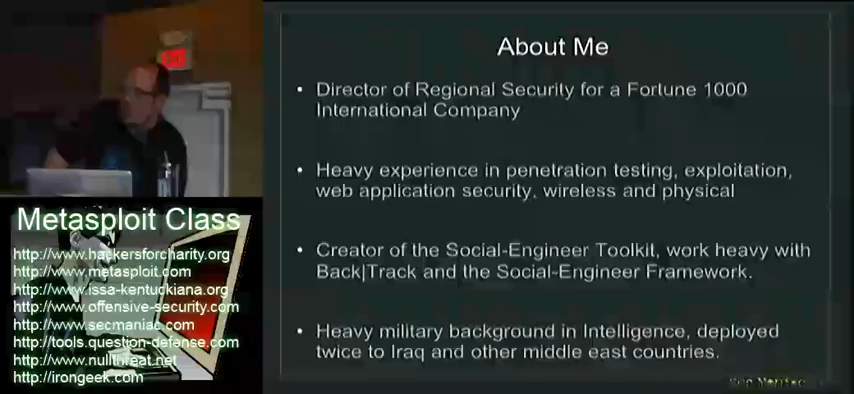 About Me
• Director of Regional Security for a Fortune 1000
International Company
• Heavy experience in penetration testing, exploitation,
web application security, wireless and physical
• Creator of the Social-Engineer Toolkit, work heavy with
Back|Track and the Social-Engineer Framework.
• Heavy military background in Intelligence, deployed
twice to Iraq and other middle east countries.
Metasploit Class
http://www.hackersforcharity.org
http://www.metasploit.com
http://www.issa-kentuckiana.org
http://www.offensive-security.com
http://www.secmaniac.com
http://tools.question-defense.com
http://www.nullthreat.net
http://irongeek.com